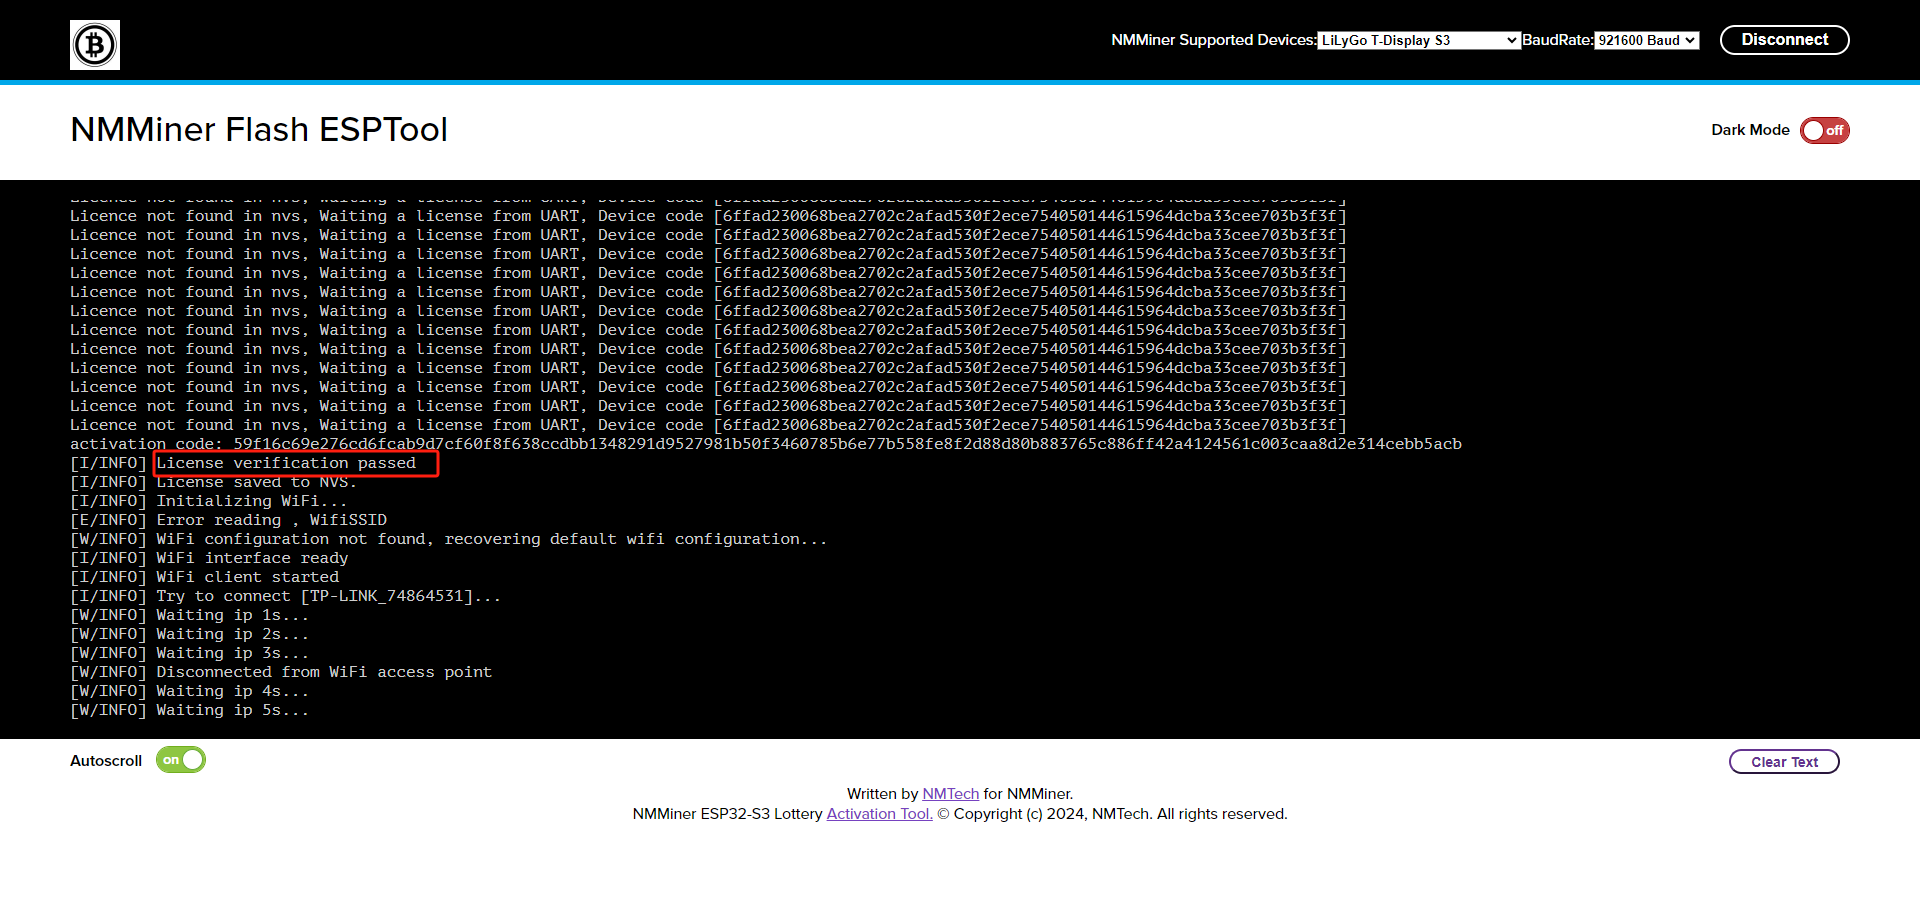 NMMiner Supported Devices: LiLyGo T-Display S3 BaudRate: 921600 Baud Disconnect
NMMiner Flash ESPTool
Dark Mode off
Licence not found in nvs, Waiting a license from UART, Device code [6ffad230068bea2702c2afad530f2ece754050144615964dcba33cee703b3f3f]
Licence not found in nvs, Waiting a license from UART, Device code [6ffad230068bea2702c2afad530f2ece754050144615964dcba33cee703b3f3f]
Licence not found in nvs, Waiting a license from UART, Device code [6ffad230068bea2702c2afad530f2ece754050144615964dcba33cee703b3f3f]
Licence not found in nvs, Waiting a license from UART, Device code [6ffad230068bea2702c2afad530f2ece754050144615964dcba33cee703b3f3f]
Licence not found in nvs, Waiting a license from UART, Device code [6ffad230068bea2702c2afad530f2ece754050144615964dcba33cee703b3f3f]
Licence not found in nvs, Waiting a license from UART, Device code [6ffad230068bea2702c2afad530f2ece754050144615964dcba33cee703b3f3f]
Licence not found in nvs, Waiting a license from UART, Device code [6ffad230068bea2702c2afad530f2ece754050144615964dcba33cee703b3f3f]
Licence not found in nvs, Waiting a license from UART, Device code [6ffad230068bea2702c2afad530f2ece754050144615964dcba33cee703b3f3f]
Licence not found in nvs, Waiting a license from UART, Device code [6ffad230068bea2702c2afad530f2ece754050144615964dcba33cee703b3f3f]
Licence not found in nvs, Waiting a license from UART, Device code [6ffad230068bea2702c2afad530f2ece754050144615964dcba33cee703b3f3f]
Licence not found in nvs, Waiting a license from UART, Device code [6ffad230068bea2702c2afad530f2ece754050144615964dcba33cee703b3f3f]
Licence not found in nvs, Waiting a license from UART, Device code [6ffad230068bea2702c2afad530f2ece754050144615964dcba33cee703b3f3f]
Licence not found in nvs, Waiting a license from UART, Device code [6ffad230068bea2702c2afad530f2ece754050144615964dcba33cee703b3f3f]
activation code: 59f16c69e276cd6fcab9d7cf60f8f638ccdbb1348291d9527981b50f3460785b6e77b558fe8f2d88d80b883765c886ff42a4124561c003caa8d2e314cebb5acb
[I/INFO] License verification passed
[I/INFO] License saved to NVS.
[I/INFO] Initializing WiFi...
[E/INFO] Error reading , WifiSSID
[W/INFO] WiFi configuration not found, recovering default wifi configuration...
[I/INFO] WiFi interface ready
[I/INFO] WiFi client started
[I/INFO] Try to connect [TP-LINK_74864531]...
[W/INFO] Waiting ip 1s...
[W/INFO] Waiting ip 2s...
[W/INFO] Waiting ip 3s...
[W/INFO] Disconnected from WiFi access point
[W/INFO] Waiting ip 4s...
[W/INFO] Waiting ip 5s...
Autoscroll on
Clear Text
Written by NMTech for NMMiner.
NMMiner ESP32-S3 Lottery Activation Tool. © Copyright (c) 2024, NMTech. All rights reserved.